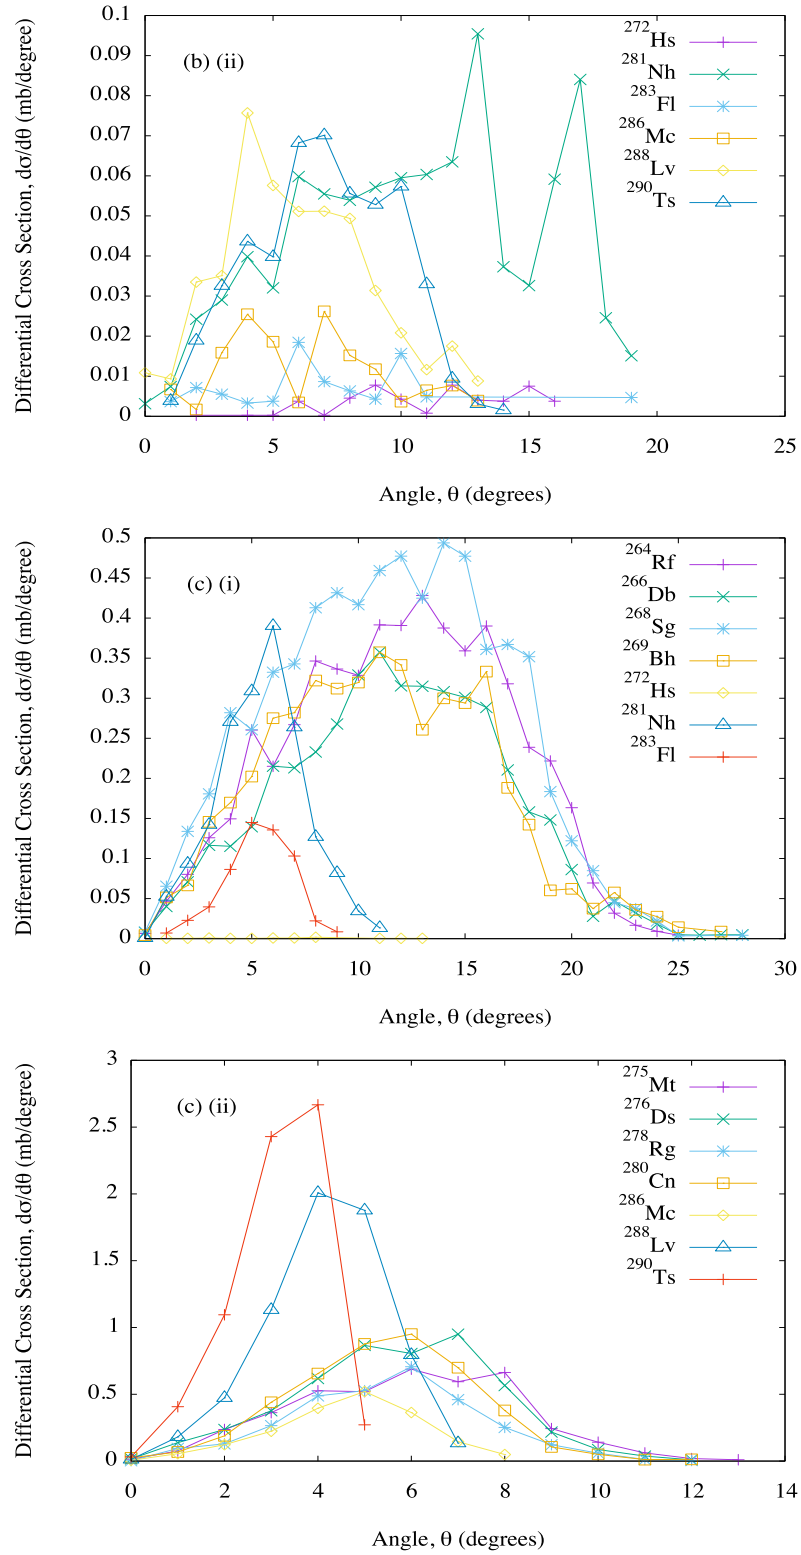 Differential Cross Section, dσ/dθ (mb/degree)
(b) (ii)
0.1
0.09
0.08
0.07
0.06
0.05
0.04
0.03
0.02
0.01
0
272Hs
281Nh
283Fl
286Mc
288Lv
290Ts
0 5 10 15 20 25
Angle, θ (degrees)
Differential Cross Section, dσ/dθ (mb/degree)
(c) (i)
0.5
0.45
0.4
0.35
0.3
0.25
0.2
0.15
0.1
0.05
0
264Rf
266Db
268Sg
269Bh
272Hs
281Nh
283Fl
0 5 10 15 20 25 30
Angle, θ (degrees)
Differential Cross Section, dσ/dθ (mb/degree)
(c) (ii)
3
2.5
2
1.5
1
0.5
0
275Mt
276Ds
278Rg
280Cn
286Mc
288Lv
290Ts
0 2 4 6 8 10 12 14
Angle, θ (degrees)